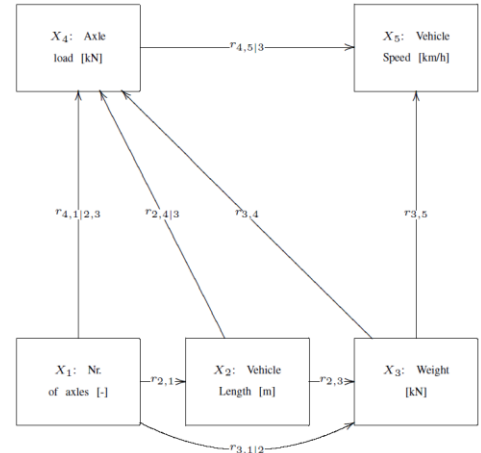 X₄: Axle
load [kN]
r₄,₅|₃
X₅: Vehicle
Speed [km/h]
r₄,₁|₂,₃
r₂,₄|₃
r₃,₄
r₃,₅
X₁: Nr.
of axles [-]
r₂,₁
X₂: Vehicle
Length [m]
r₂,₃
X₃: Weight
[kN]
r₃,₁|₂